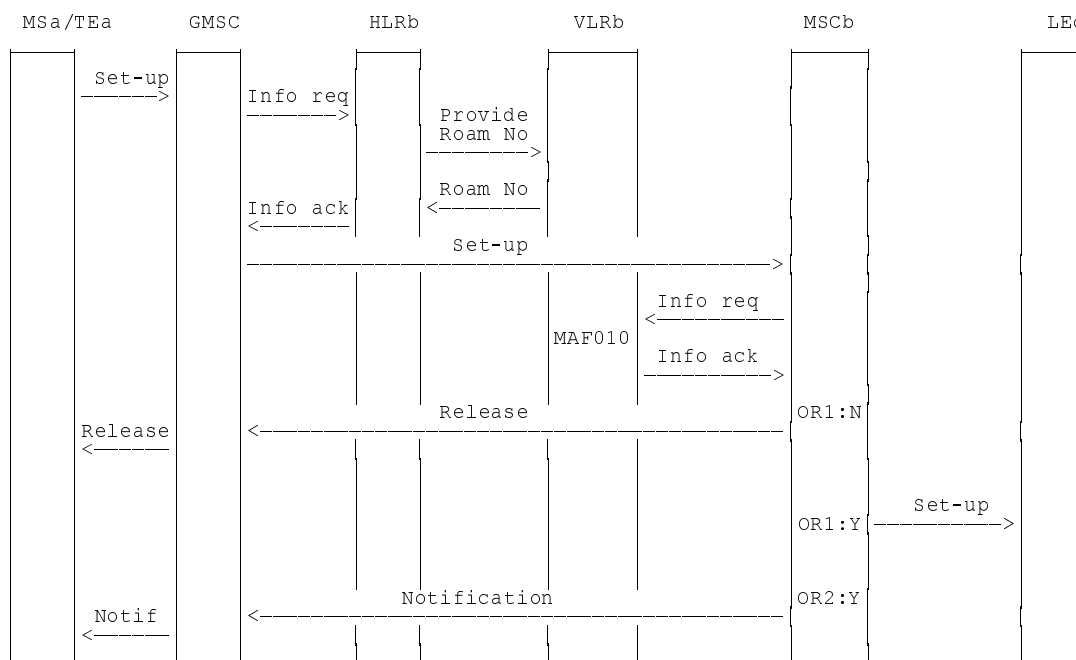 MSa/TEa GMSC HLRb VLRb MSCb
Set-up
Info req
Provide
Roam No
Roam No
Info ack
Set-up
Info req
MAF010
Info ack
Release OR1:N
Release
Set-up
OR1:Y
Notification OR2:Y
Notif